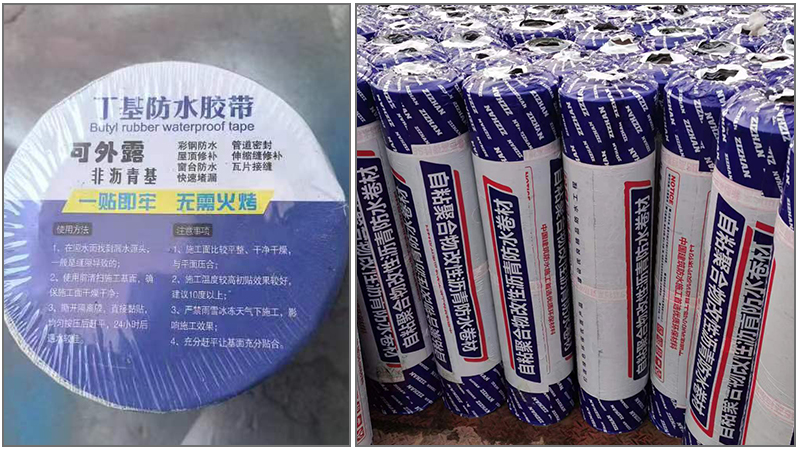 丁基防水胶带
Butyl rubber waterproof tape
可外露
非沥青基
彩钢防水 管道密封
屋顶修补 伸缩缝修补
窗台防水 瓦片接缝
快速堵漏
一贴即牢 无需火烤
使用方法
1、在泥水面找到漏水源头,
一般是缝隙导致的;
2、使用前清扫施工基面,确
保施工面干燥干净;
3、撕开隔离膜,直接黏贴,
均匀按压后赶平,24小时后
遇水较佳
注意事项
1、施工面比较平整、干净干燥,
与平面压合;
2、施工温度较高初贴效果较好,
建议10度以上;
3、严禁雨雪冰冻天气下施工,影
响施工效果;
4、充分赶平让基面充分贴合。
自粘聚合物改性沥青防水卷材
自粘聚合物改性沥青防水卷材
自粘聚合物改性沥青防水卷材
自粘聚合物改性沥青防水卷材
NOTICE
ZIZHAN